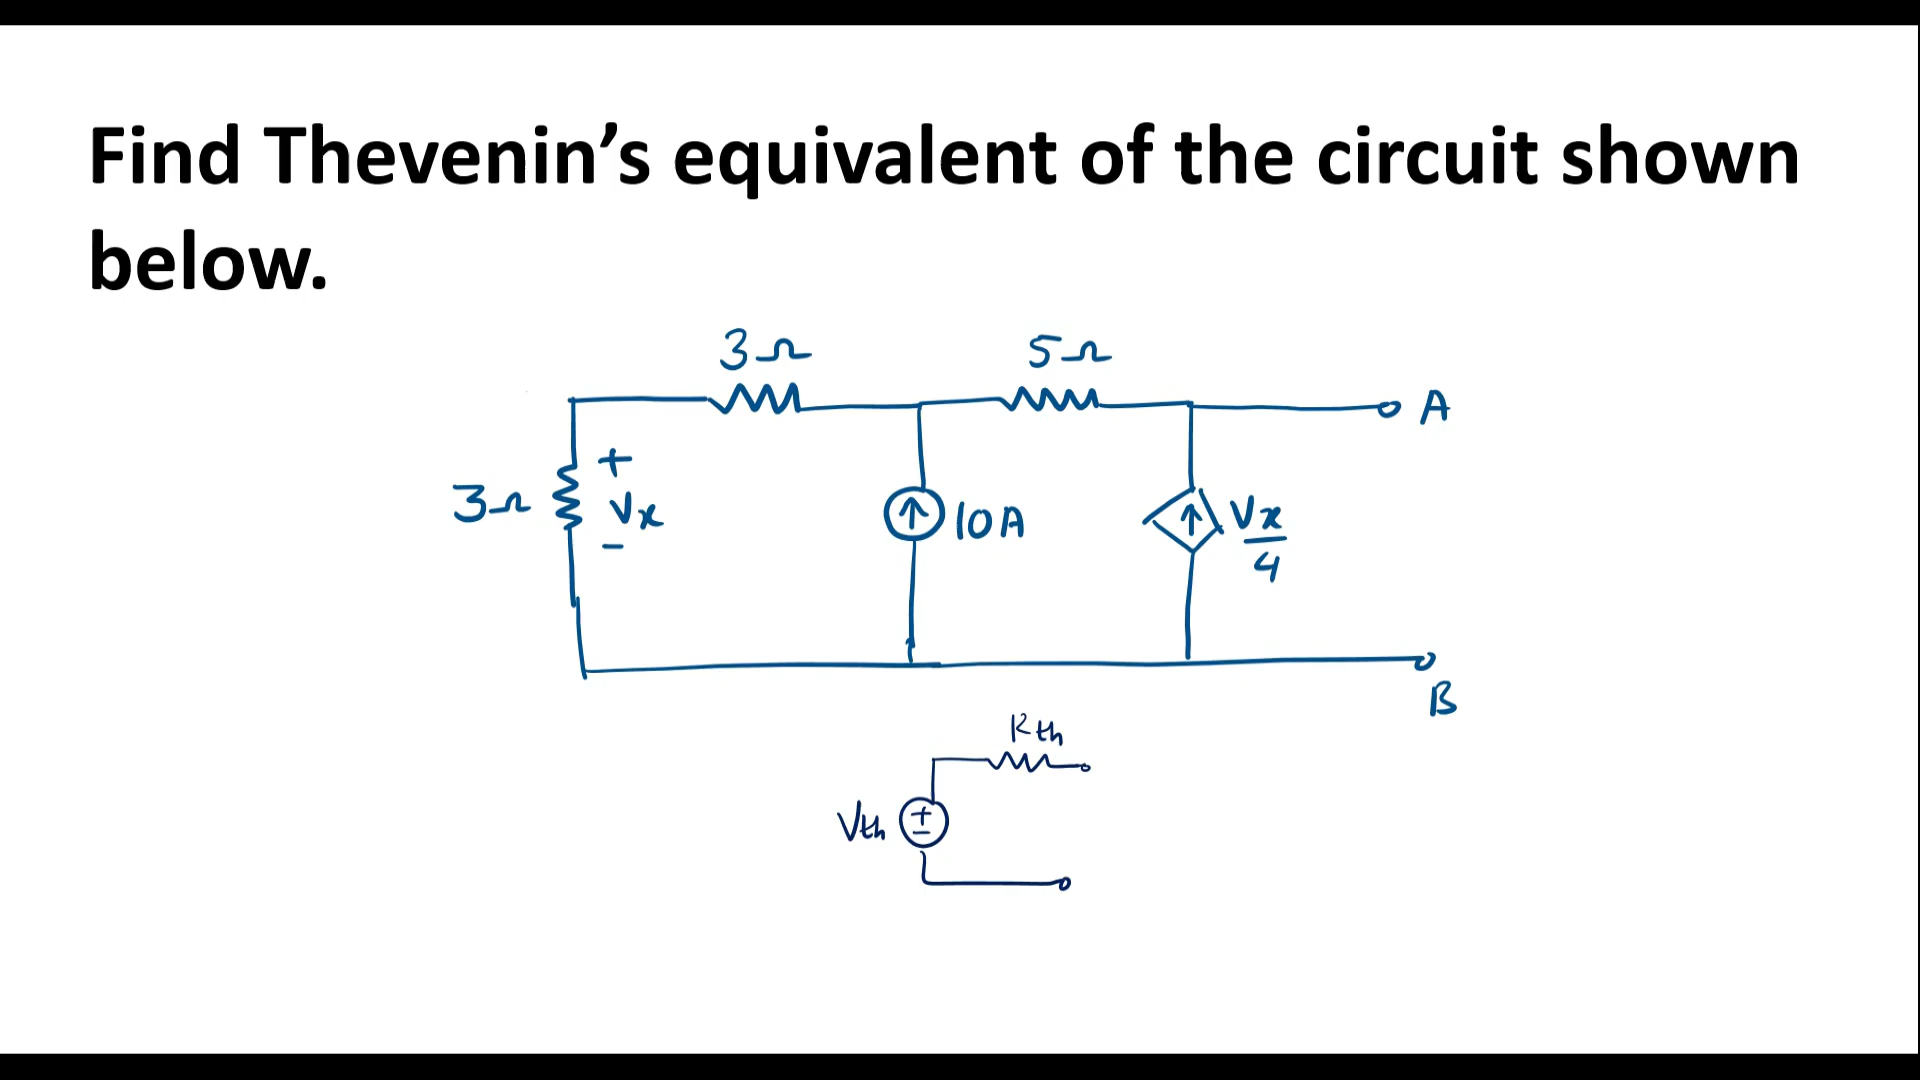 Find Thevenin’s equivalent of the circuit shown
below.
3Ω
5Ω
A
+
3Ω
Vx
-
10A
Vx
4
B
Rth
Vth
+
-